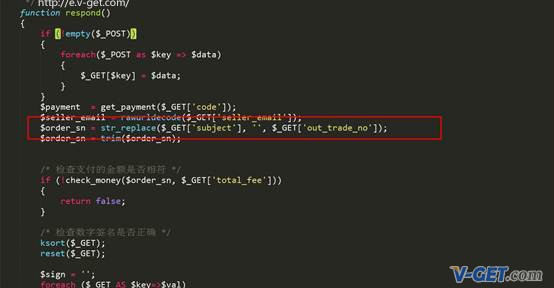 */ http://e.v-get.com/
function respond()
{
if (!empty($_POST))
{
foreach($_POST as $key => $data)
{
$_GET[$key] = $data;
}
}
$payment  = get_payment($_GET['code']);
$seller_email = rawurldecode($_GET['seller_email']);
$order_sn = str_replace($_GET['subject'], '', $_GET['out_trade_no']);
$order_sn = trim($order_sn);
/* 检查支付的金额是否相符 */
if (!check_money($order_sn, $_GET['total_fee']))
{
return false;
}
/* 检查数字签名是否正确 */
ksort($_GET);
reset($_GET);
$sign = '';
foreach ($_GET AS $key=>$val)
V-GET.com